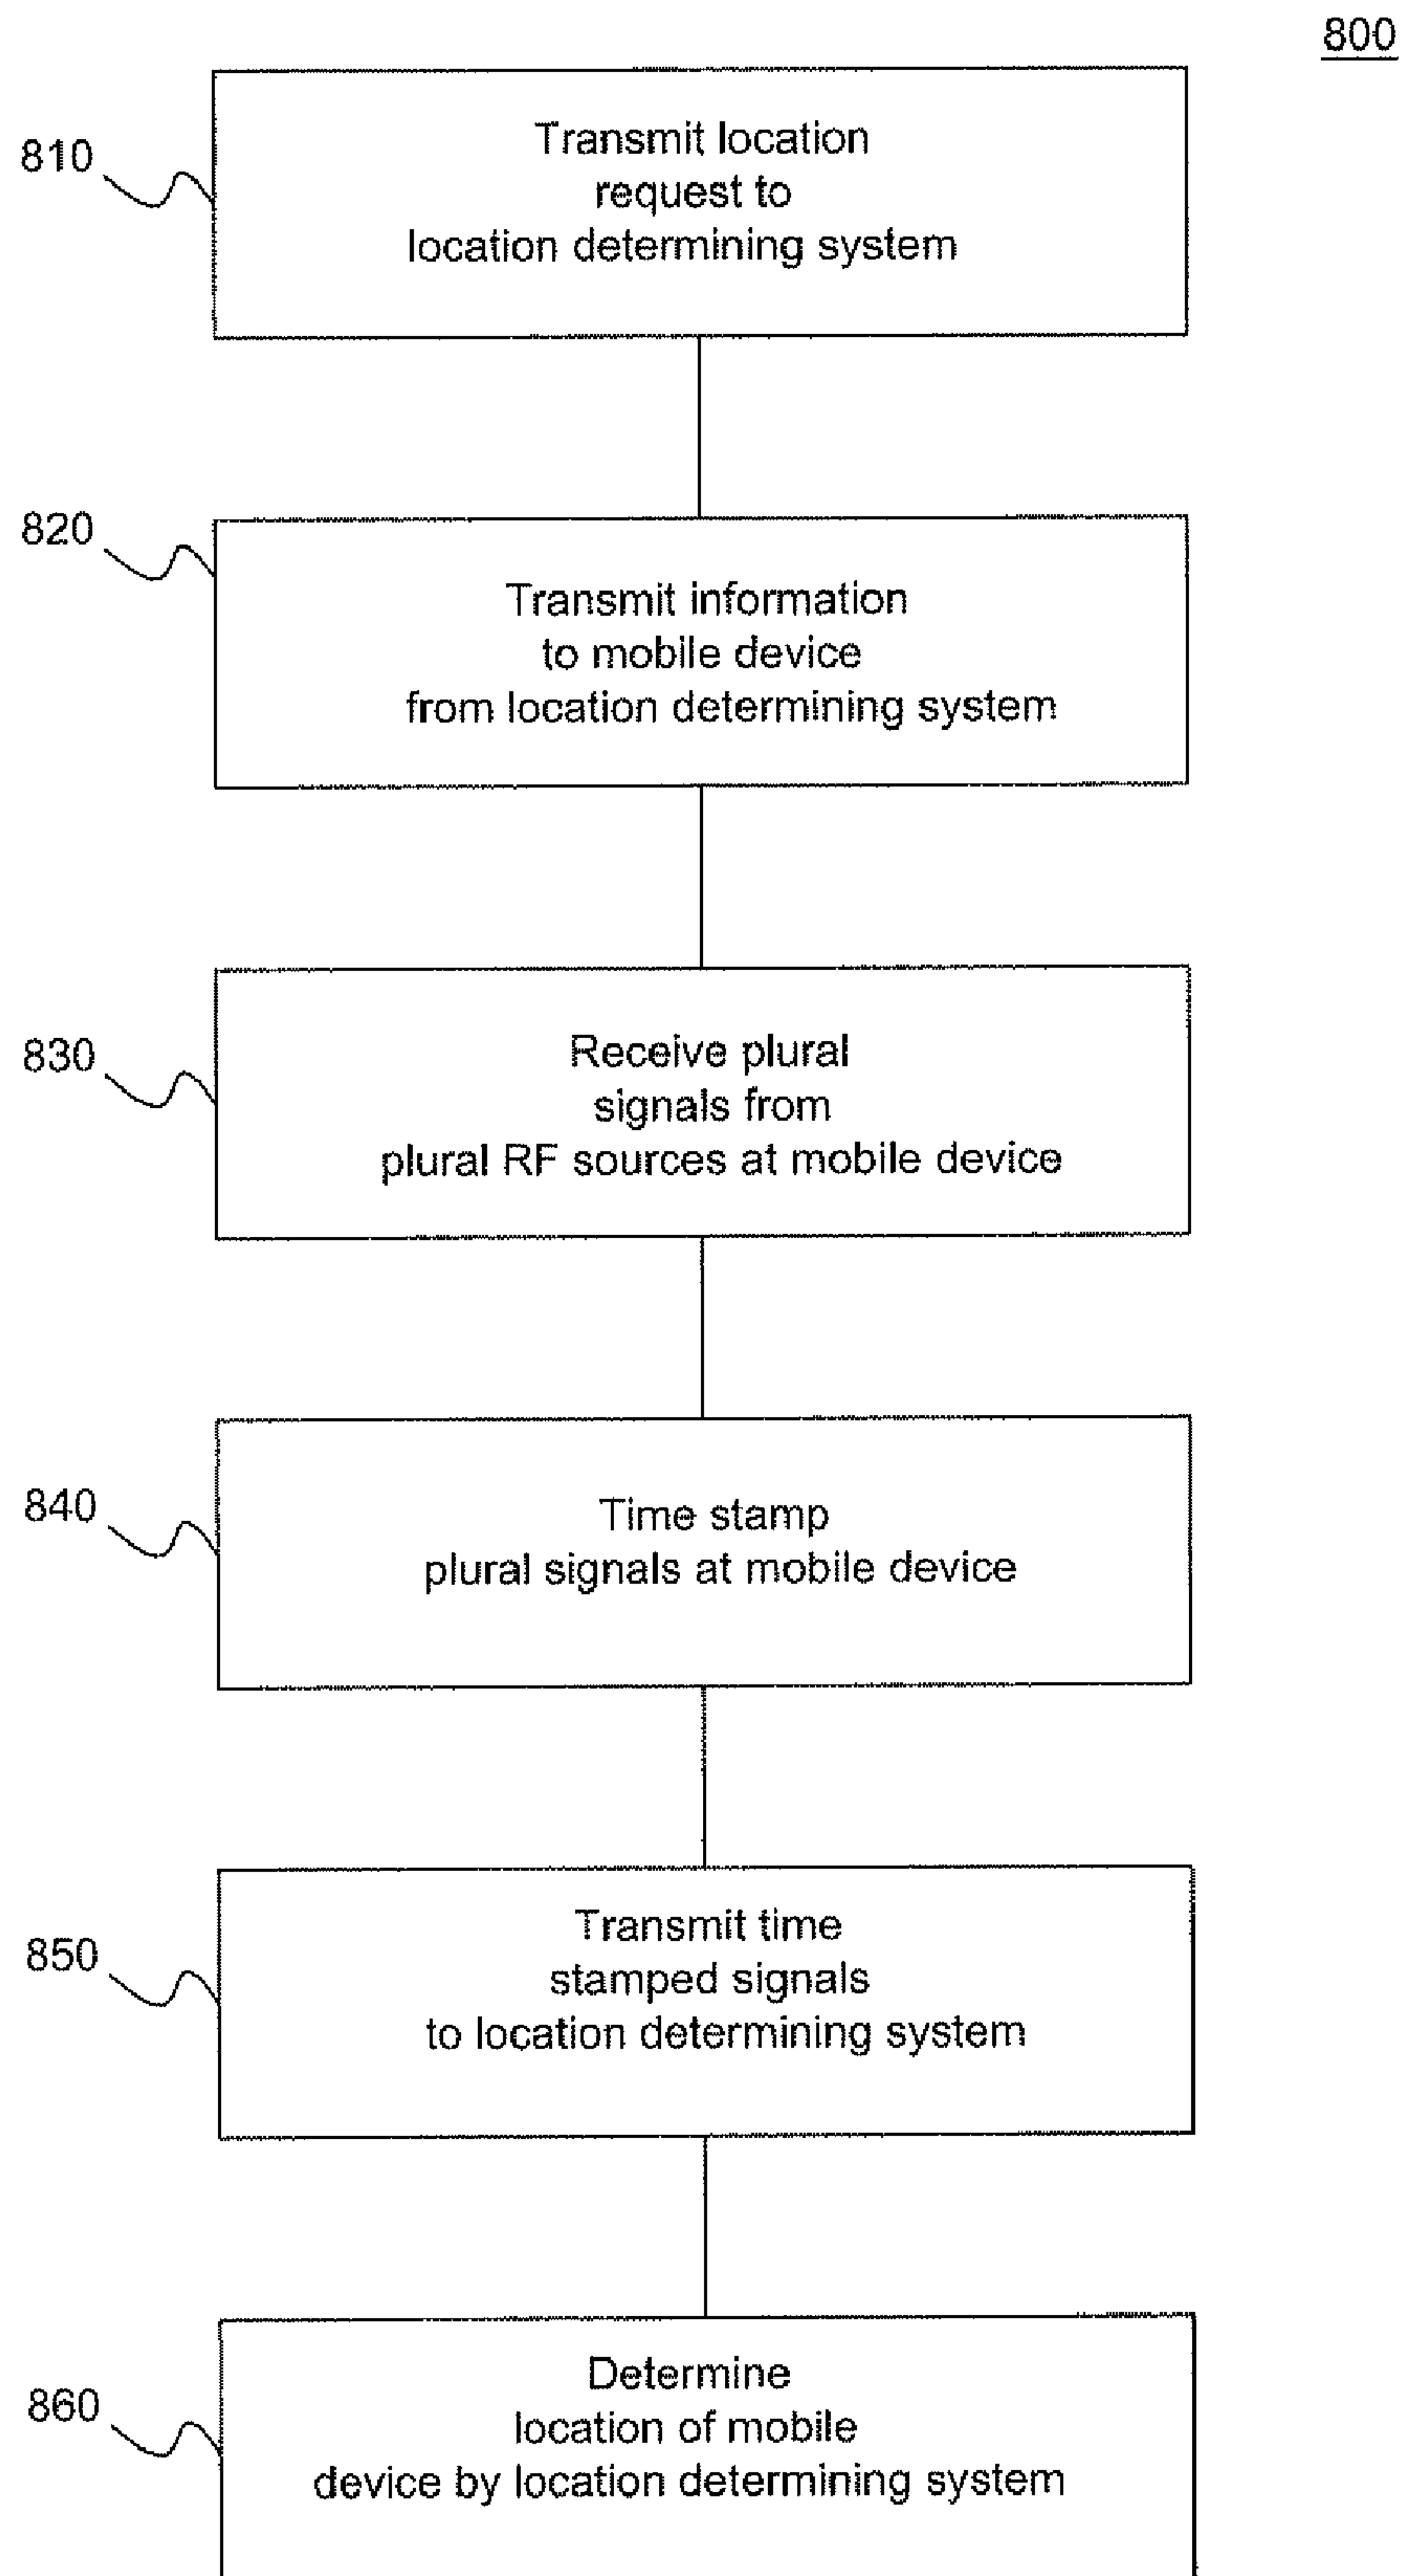 800
810
Transmit location
request to
location determining system
820
Transmit information
to mobile device
from location determining system
830
Receive plural
signals from
plural RF sources at mobile device
840
Time stamp
plural signals at mobile device
850
Transmit time
stamped signals
to location determining system
860
Determine
location of mobile
device by location determining system